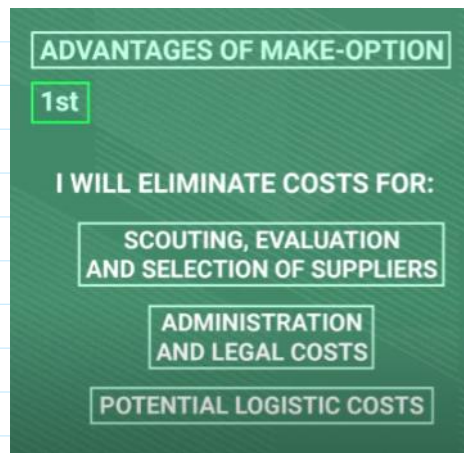 ADVANTAGES OF MAKE-OPTION
1st
I WILL ELIMINATE COSTS FOR:
SCOUTING, EVALUATION
AND SELECTION OF SUPPLIERS
ADMINISTRATION
AND LEGAL COSTS
POTENTIAL LOGISTIC COSTS